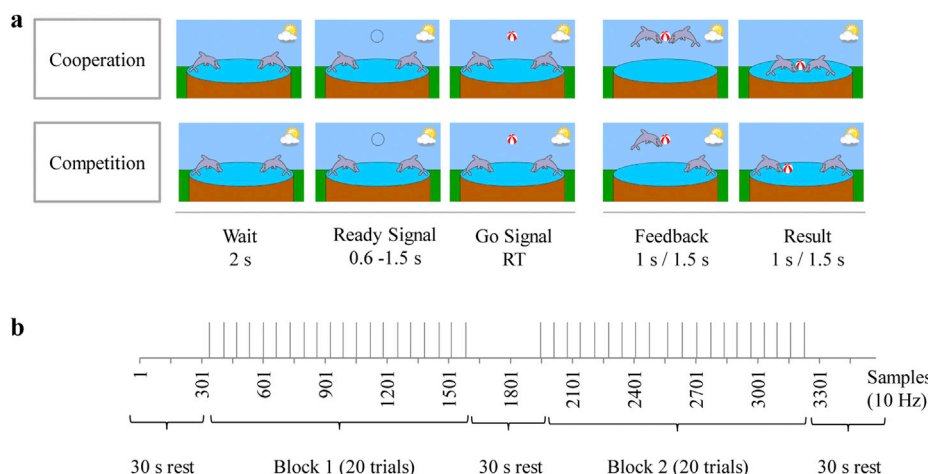 a
Cooperation
Competition
Wait
2 s
Ready Signal
0.6 -1.5 s
Go Signal
RT
Feedback
1 s / 1.5 s
Result
1 s / 1.5 s
b
1
301
601
901
1201
1501
1801
2101
2401
2701
3001
3301
Samples
(10 Hz)
30 s rest
Block 1 (20 trials)
30 s rest
Block 2 (20 trials)
30 s rest